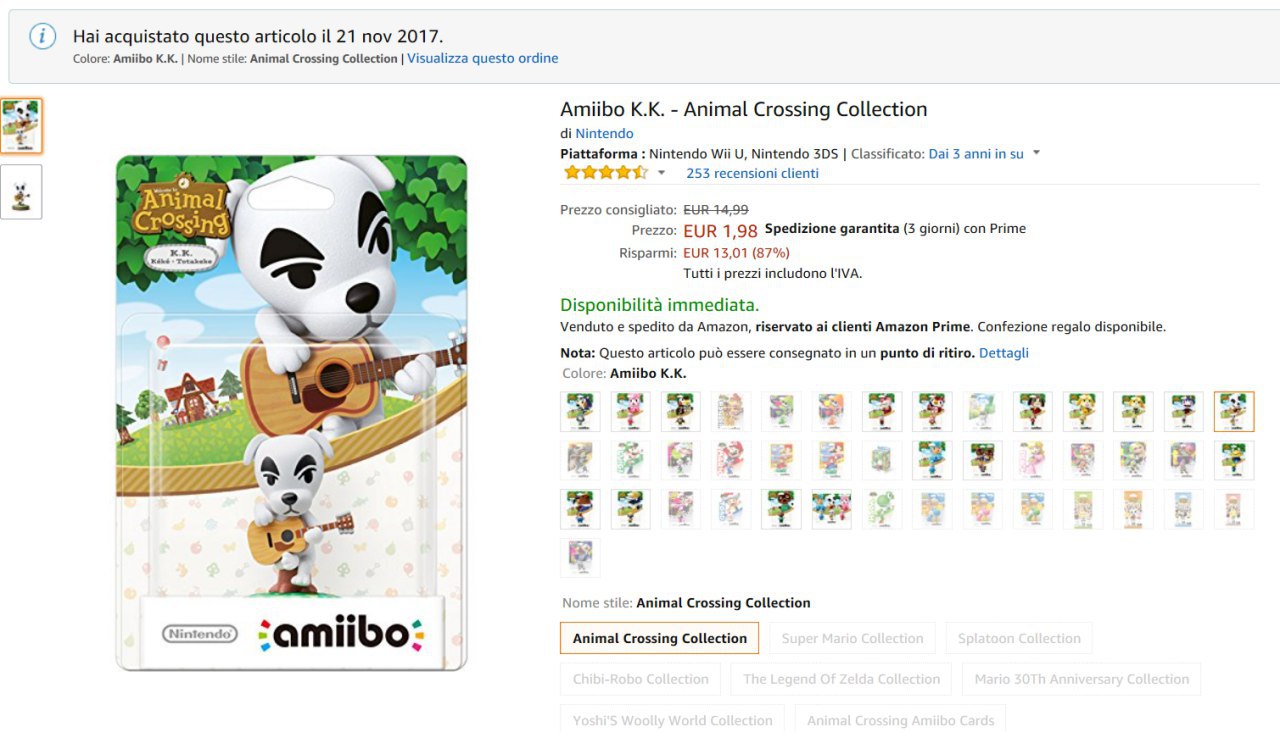 Hai acquistato questo articolo il 21 nov 2017.
Colore: Amiibo K.K. | Nome stile: Animal Crossing Collection | Visualizza questo ordine
Amiibo K.K. - Animal Crossing Collection
di Nintendo
Piattaforma : Nintendo Wii U, Nintendo 3DS | Classificato: Dai 3 anni in su
253 recensioni clienti
Prezzo consigliato: EUR 14,99
Prezzo: EUR 1,98 Spedizione garantita (3 giorni) con Prime
Risparmi: EUR 13,01 (87%)
Tutti i prezzi includono l'IVA.
Disponibilità immediata.
Venduto e spedito da Amazon, riservato ai clienti Amazon Prime. Confezione regalo disponibile.
Nota: Questo articolo può essere consegnato in un punto di ritiro. Dettagli
Colore: Amiibo K.K.
Nome stile: Animal Crossing Collection
Animal Crossing Collection Super Mario Collection Splatoon Collection
Chibi-Robo Collection The Legend Of Zelda Collection Mario 30Th Anniversary Collection
Yoshi'S Woolly World Collection Animal Crossing Amiibo Cards
Welcome to
Animal
Crossing
K.K.
Kéké · Totakeke
Nintendo
amiibo